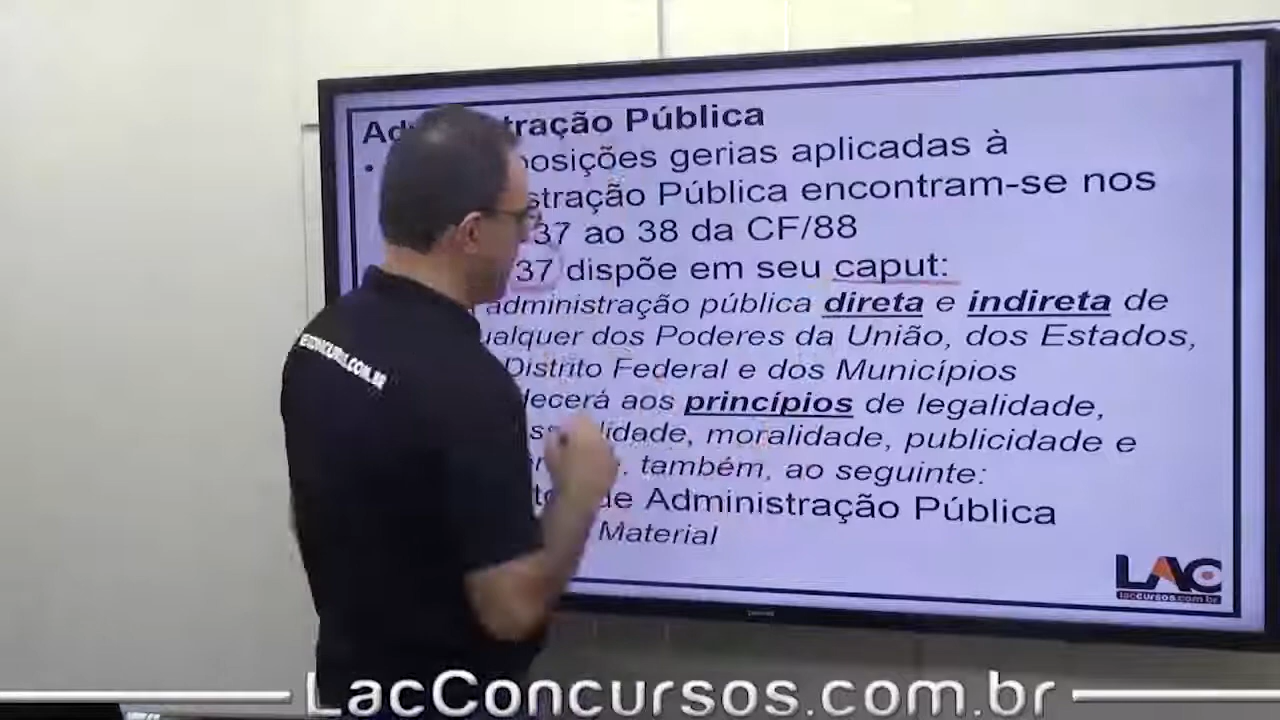 tração Pública
• posições gerias aplicadas à
stração Pública encontram-se nos
37 ao 38 da CF/88
37 dispõe em seu caput:
administração pública direta e indireta de
ualquer dos Poderes da União, dos Estados,
Distrito Federal e dos Municípios
decerá aos princípios de legalidade,
lidade, moralidade, publicidade e
também, ao seguinte:
de Administração Pública
Material
LAC
laccursos.com.br
ECONCURSOS.COM.BR
LacConcursos.com.br